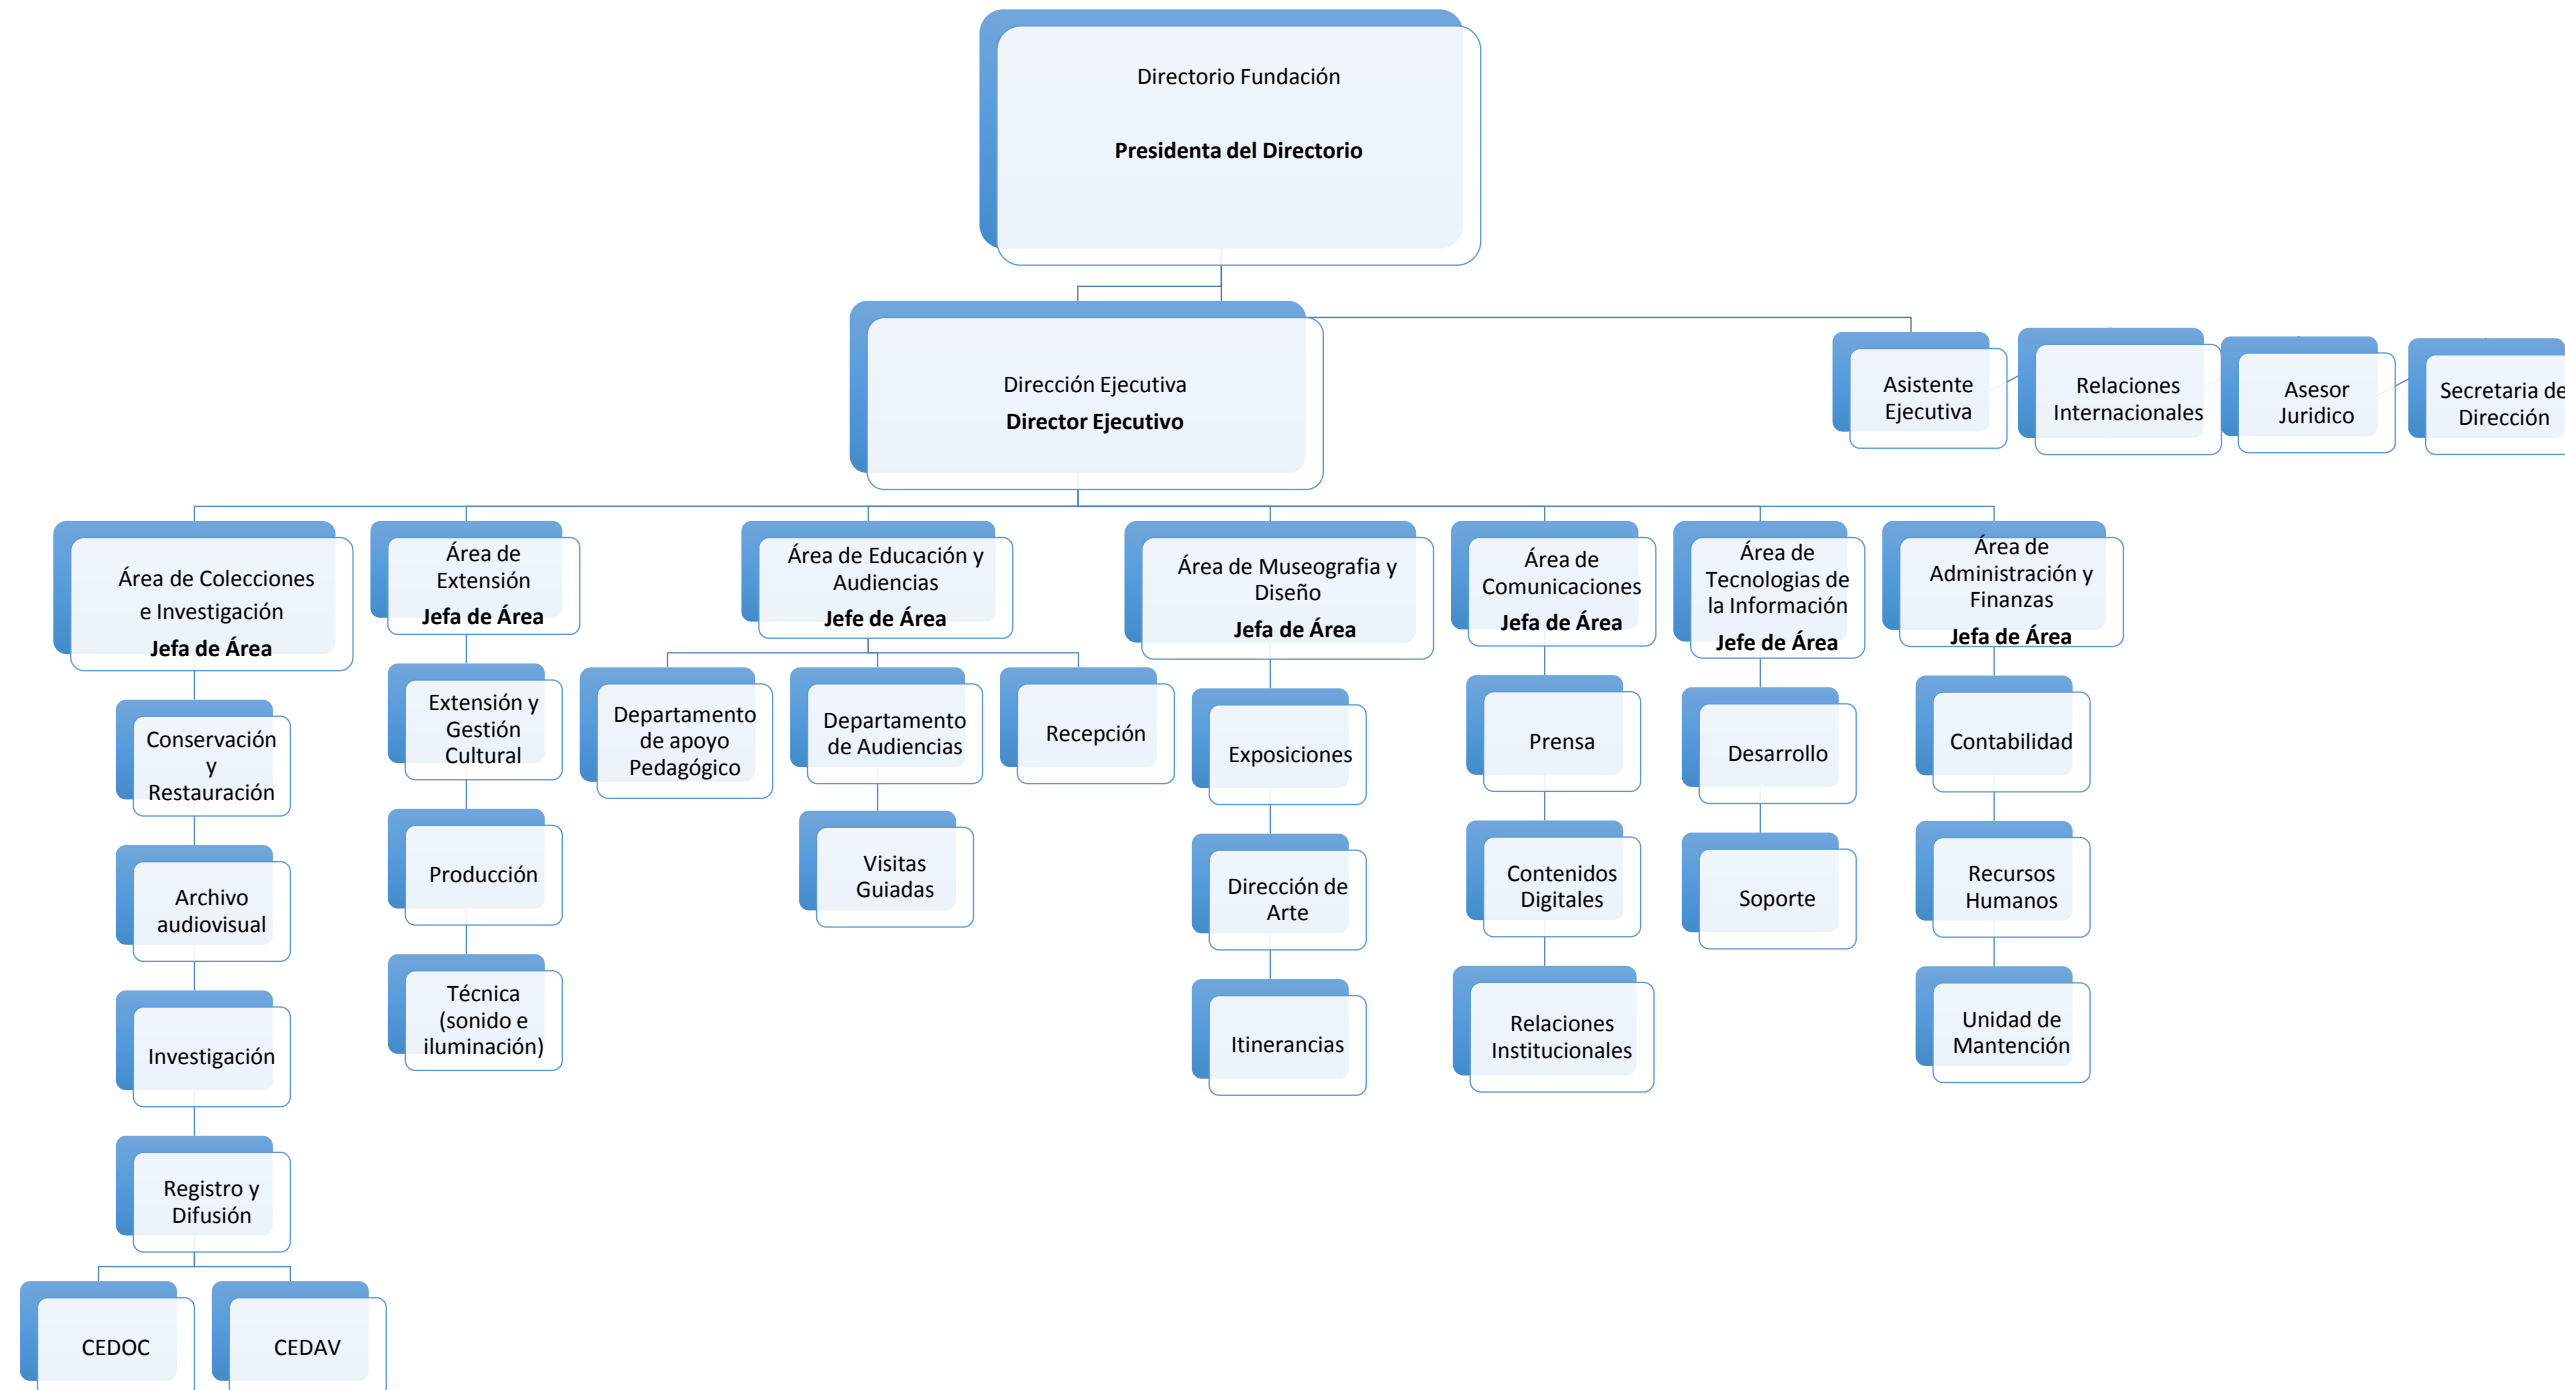 Directorio Fundación
Presidenta del Directorio
Dirección Ejecutiva
Director Ejecutivo
Asistente
Ejecutiva
Relaciones
Internacionales
Asesor
Juridico
Secretaria de
Dirección
Área de Colecciones
e Investigación
Jefa de Área
Área de
Extensión
Jefa de Área
Área de Educación y
Audiencias
Jefe de Área
Área de Museografia y
Diseño
Jefa de Área
Área de
Comunicaciones
Jefa de Área
Área de
Tecnologias de
la Información
Jefe de Área
Área de
Administración y
Finanzas
Jefa de Área
Conservación
y
Restauración
Archivo
audiovisual
Investigación
Registro y
Difusión
CEDOC
CEDAV
Extensión y
Gestión
Cultural
Producción
Técnica
(sonido e
iluminación)
Departamento
de apoyo
Pedagógico
Departamento
de Audiencias
Visitas
Guiadas
Recepción
Exposiciones
Dirección de
Arte
Itinerancias
Prensa
Contenidos
Digitales
Relaciones
Institucionales
Desarrollo
Soporte
Contabilidad
Recursos
Humanos
Unidad de
Mantención